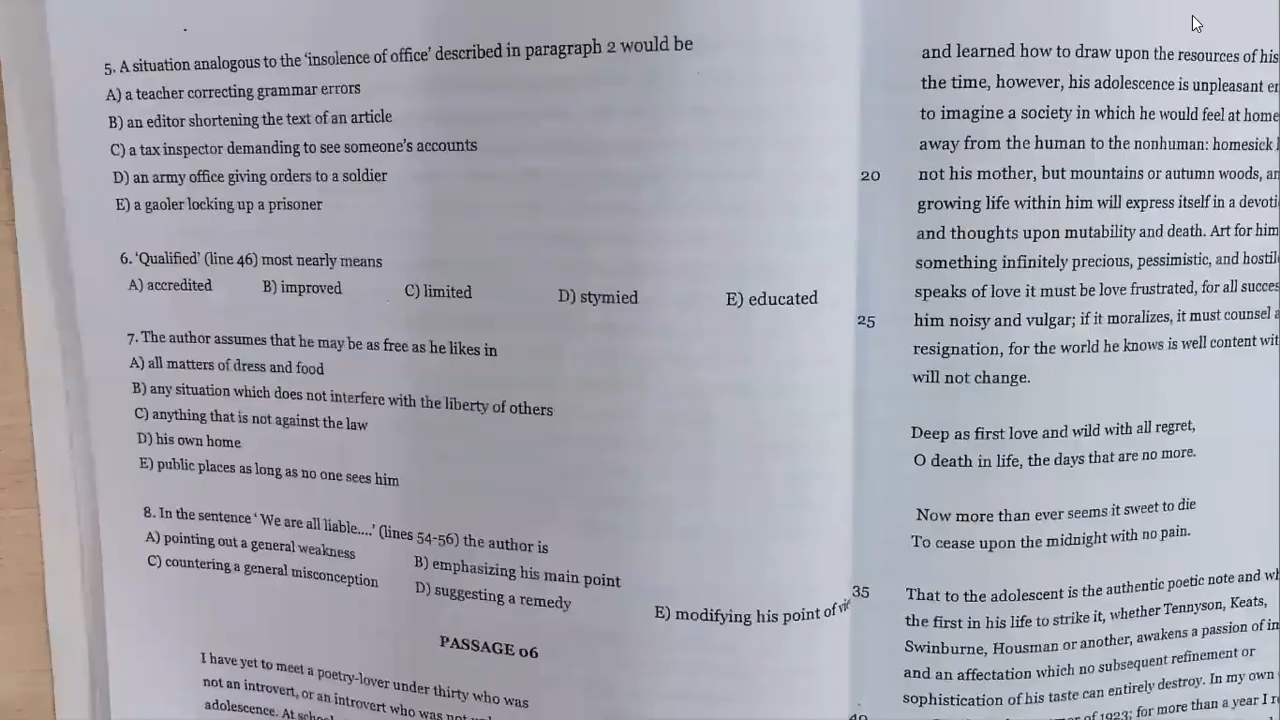 5. A situation analogous to the ‘insolence of office’ described in paragraph 2 would be
A) a teacher correcting grammar errors
B) an editor shortening the text of an article
C) a tax inspector demanding to see someone's accounts
D) an army office giving orders to a soldier
E) a gaoler locking up a prisoner
6. ‘Qualified’ (line 46) most nearly means
A) accredited B) improved C) limited D) stymied E) educated
7. The author assumes that he may be as free as he likes in
A) all matters of dress and food
B) any situation which does not interfere with the liberty of others
C) anything that is not against the law
D) his own home
E) public places as long as no one sees him
8. In the sentence ‘ We are all liable....’ (lines 54-56) the author is
A) pointing out a general weakness B) emphasizing his main point
C) countering a general misconception D) suggesting a remedy E) modifying his point of
PASSAGE 06
I have yet to meet a poetry-lover under thirty who was
not an introvert, or an introvert who was not
adolescence. At
and learned how to draw upon the resources of his
the time, however, his adolescence is unpleasant
to imagine a society in which he would feel at home
away from the human to the nonhuman: homesick
20 not his mother, but mountains or autumn woods,
growing life within him will express itself in a
and thoughts upon mutability and death. Art for him
something infinitely precious, pessimistic, and
speaks of love it must be love frustrated, for all
25 him noisy and vulgar; if it moralizes, it must counsel
resignation, for the world he knows is well content
will not change.
Deep as first love and wild with all regret,
O death in life, the days that are no more.
Now more than ever seems it sweet to die
To cease upon the midnight with no pain.
35 That to the adolescent is the authentic poetic note and
the first in his life to strike it, whether Tennyson, Keats,
Swinburne, Housman or another, awakens a passion of
and an affectation which no subsequent refinement or
sophistication of his taste can entirely destroy. In my own
40 of 1923; for more than a year I